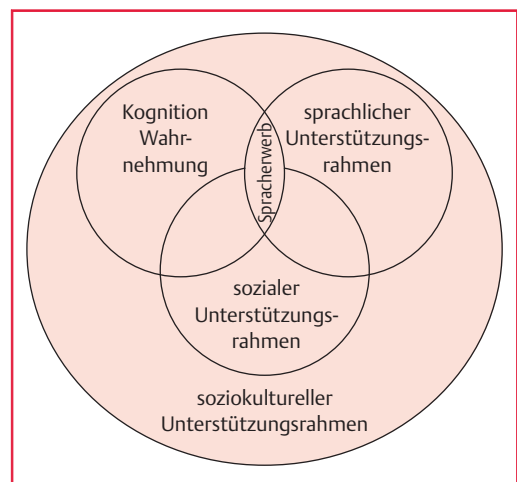 Kognition
Wahr-
nehmung
sprachlicher
Unterstützungs-
rahmen
Spracherwerb
sozialer
Unterstützungs-
rahmen
soziokultureller
Unterstützungsrahmen